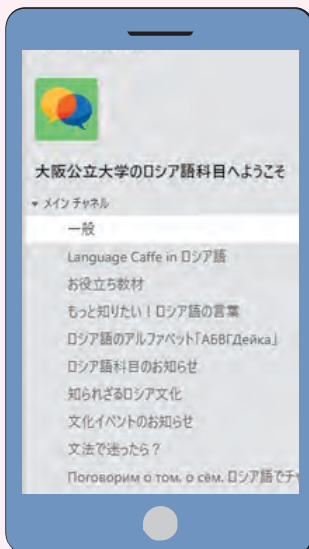 大阪公立大学のロシア語科目へようこそ
メイン チャネル
一般
Language Caffe in ロシア語
お役立ち教材
もっと知りたい！ロシア語の言葉
ロシア語のアルファベット「АБВГДейка」
ロシア語科目のお知らせ
知られざるロシア文化
文化イベントのお知らせ
文法で迷ったら？
Поговорим о том, о сём. ロシア語でチ